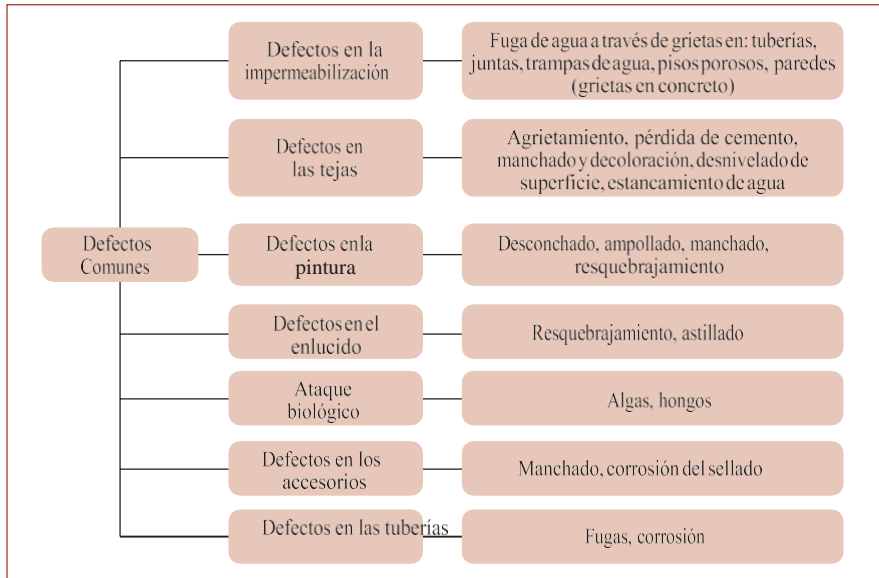 Defectos
Comunes
Defectos en la
impermeabilización
Fuga de agua a través de grietas en: tuberías,
juntas, trampas de agua, pisos porosos, paredes
(grietas en concreto)
Defectos en
las tejas
Agrietamiento, pérdida de cemento,
manchado y decoloración, desnivelado de
superficie, estancamiento de agua
Defectos en la
pintura
Desconchado, ampollado, manchado,
resquebrajamiento
Defectos en el
enlucido
Resquebrajamiento, astillado
Ataque
biológico
Algas, hongos
Defectos en los
accesorios
Manchado, corrosión del sellado
Defectos en las tuberías
Fugas, corrosión